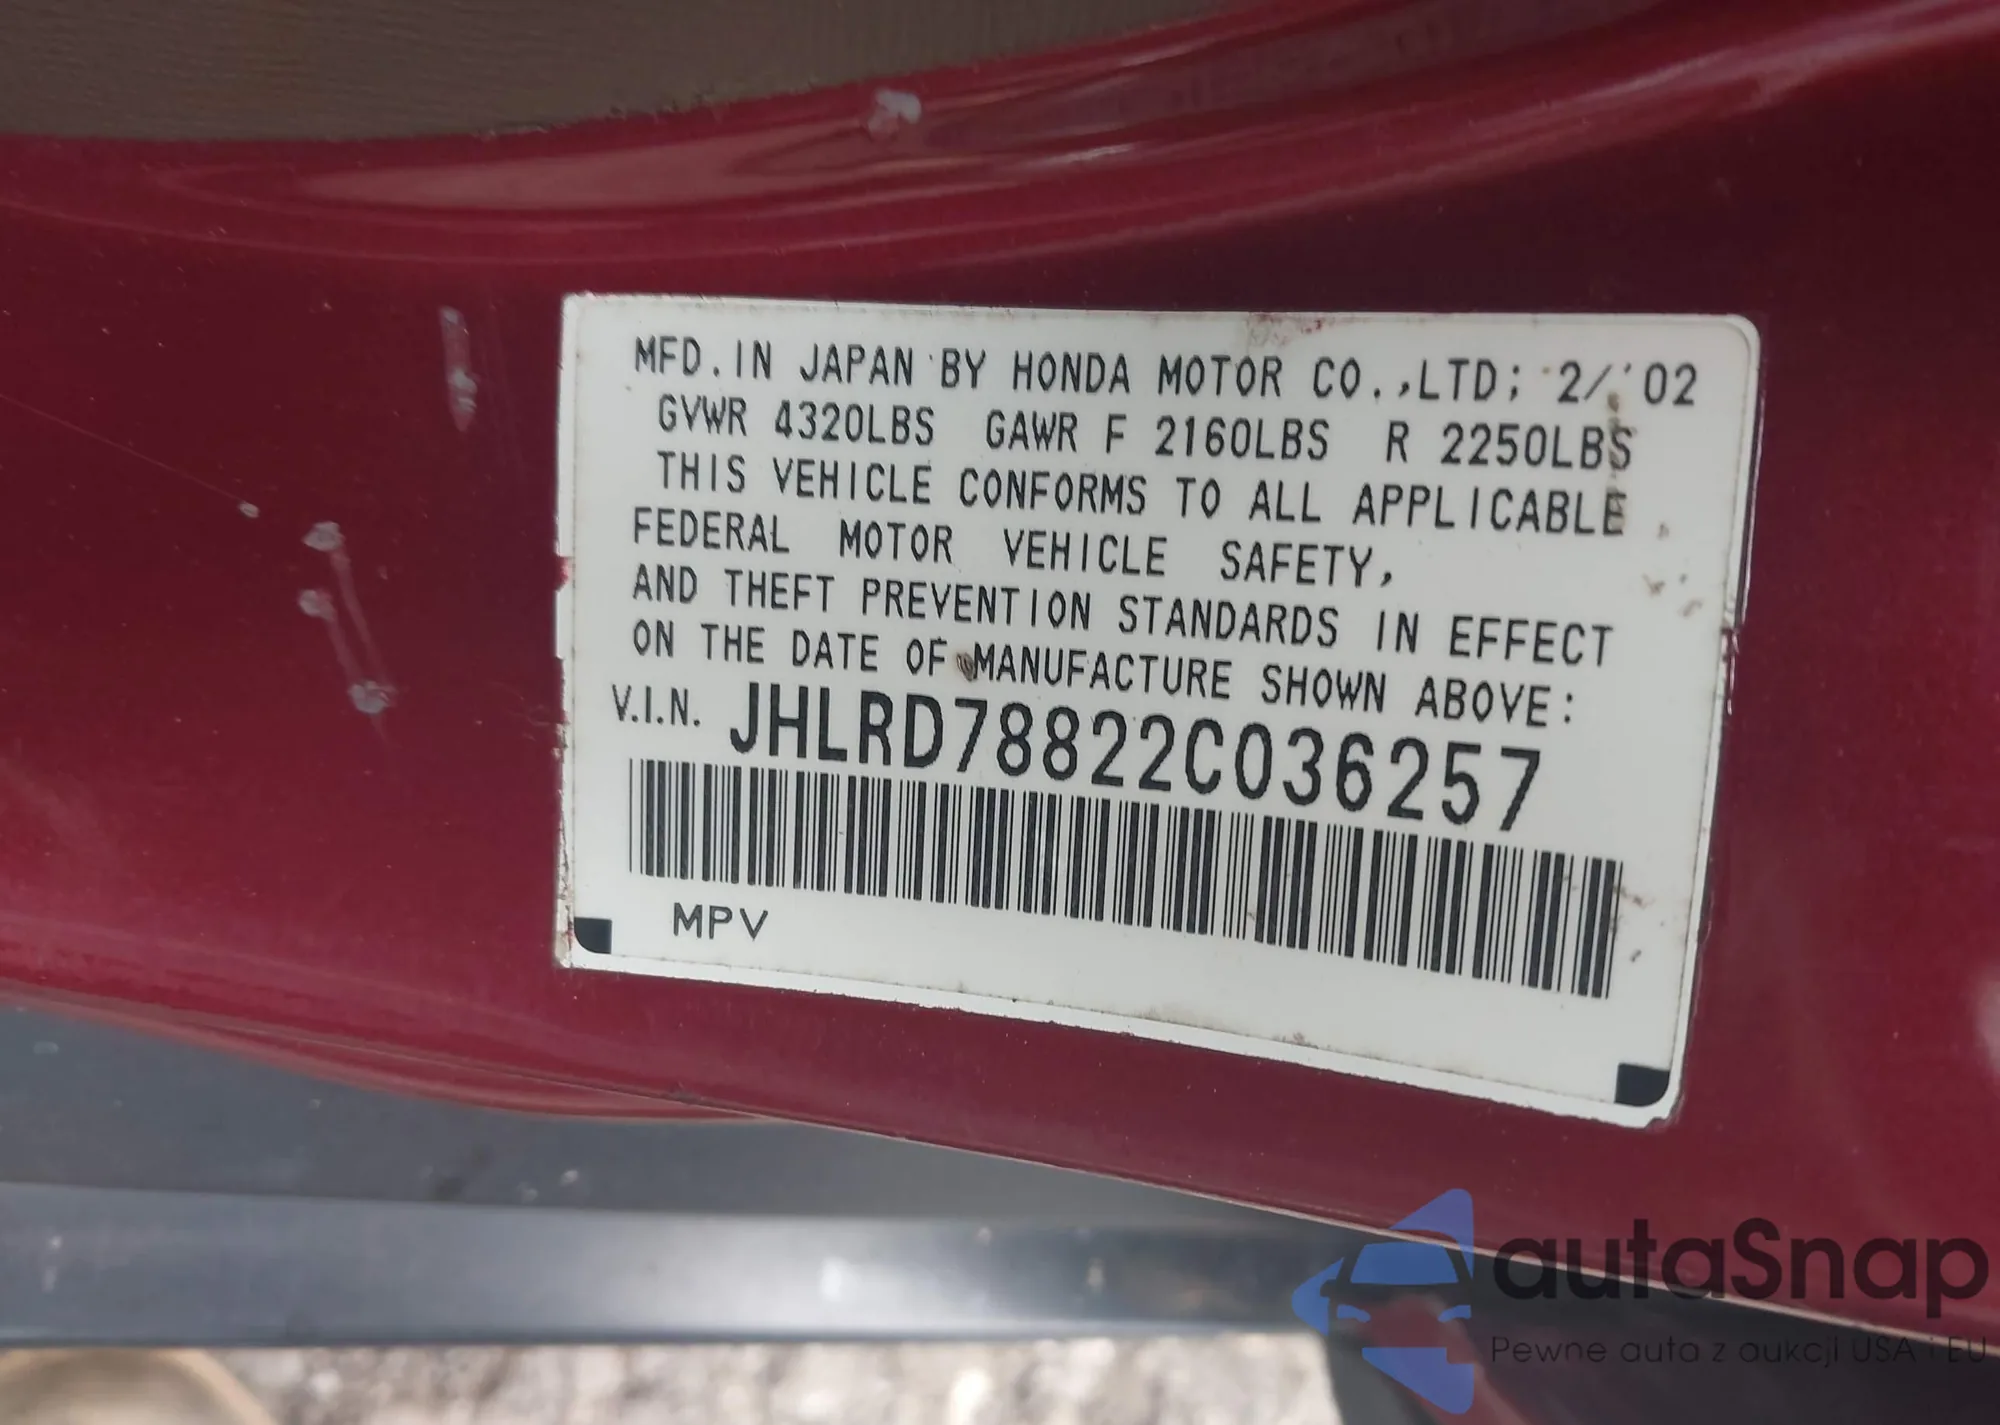 MFD. IN JAPAN BY HONDA MOTOR CO.,LTD; 2/'02
GVWR 4320LBS GAWR F 2160LBS R 2250LBS
THIS VEHICLE CONFORMS TO ALL APPLICABLE
FEDERAL MOTOR VEHICLE SAFETY,
AND THEFT PREVENTION STANDARDS IN EFFECT
ON THE DATE OF MANUFACTURE SHOWN ABOVE:
V.I.N. JHLRD78822C036257
MPV
autaSnap
Pewne auta z aukcji USA i EU